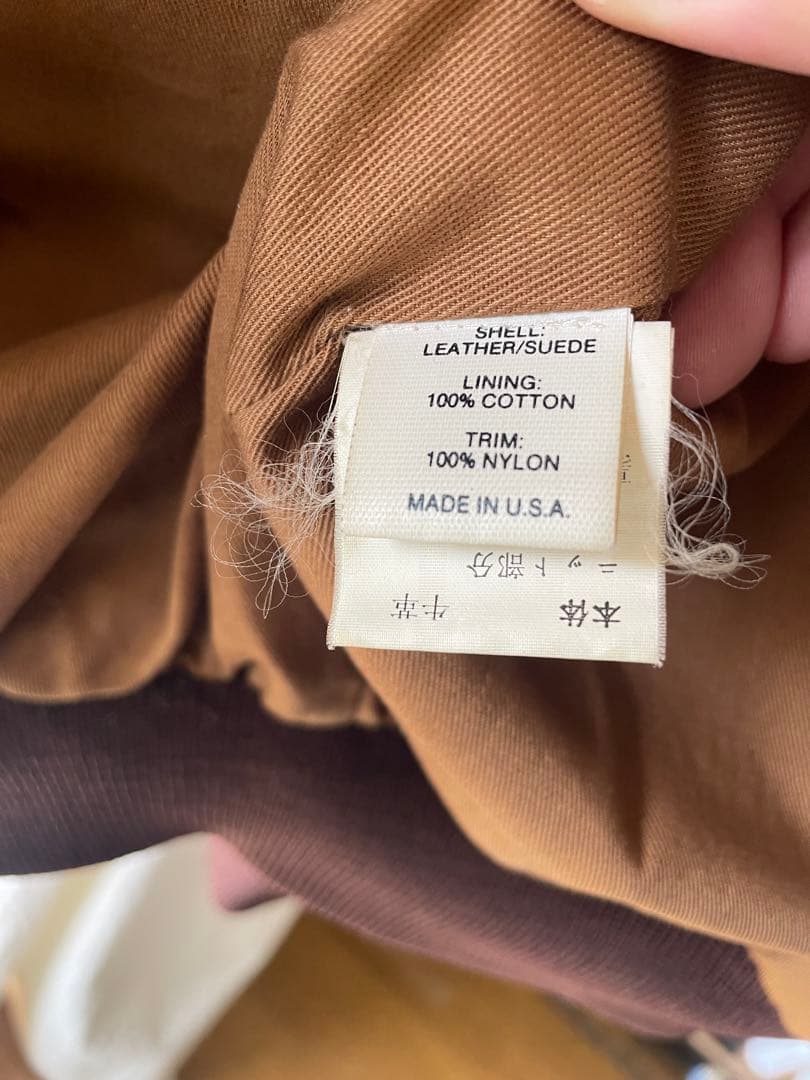 SHELL:
LEATHER/SUEDE
LINING:
100% COTTON
TRIM:
100% NYLON
MADE IN U.S.A.
本体 牛革
ニット部分